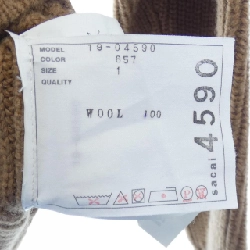 MODEL 19-04590
COLOR 857
SIZE 1
QUALITY
WOOL 100
sacai 4590